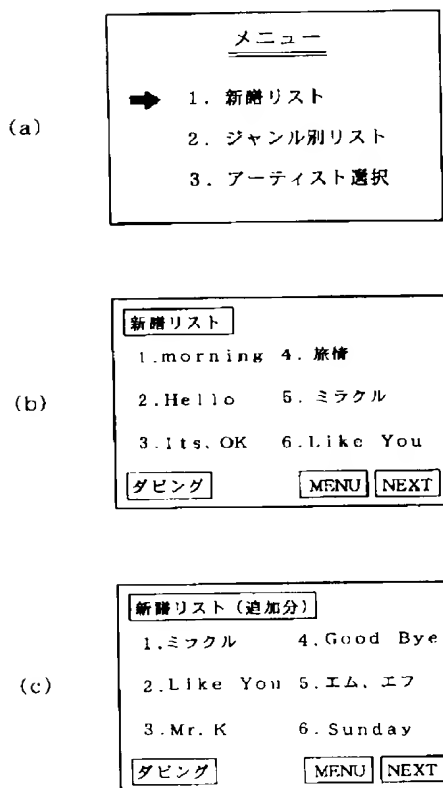 (a)
メニュー
1. 新譜リスト
2. ジャンル別リスト
3. アーティスト選択
(b)
新譜リスト
1.morning 4. 旅情
2.Hello 5. ミラクル
3.Its、OK 6.Like You
ダビング MENU NEXT
(c)
新譜リスト(追加分)
1.ミラクル 4.Good Bye
2.Like You 5.エム、エフ
3.Mr. K 6.Sunday
ダビング MENU NEXT